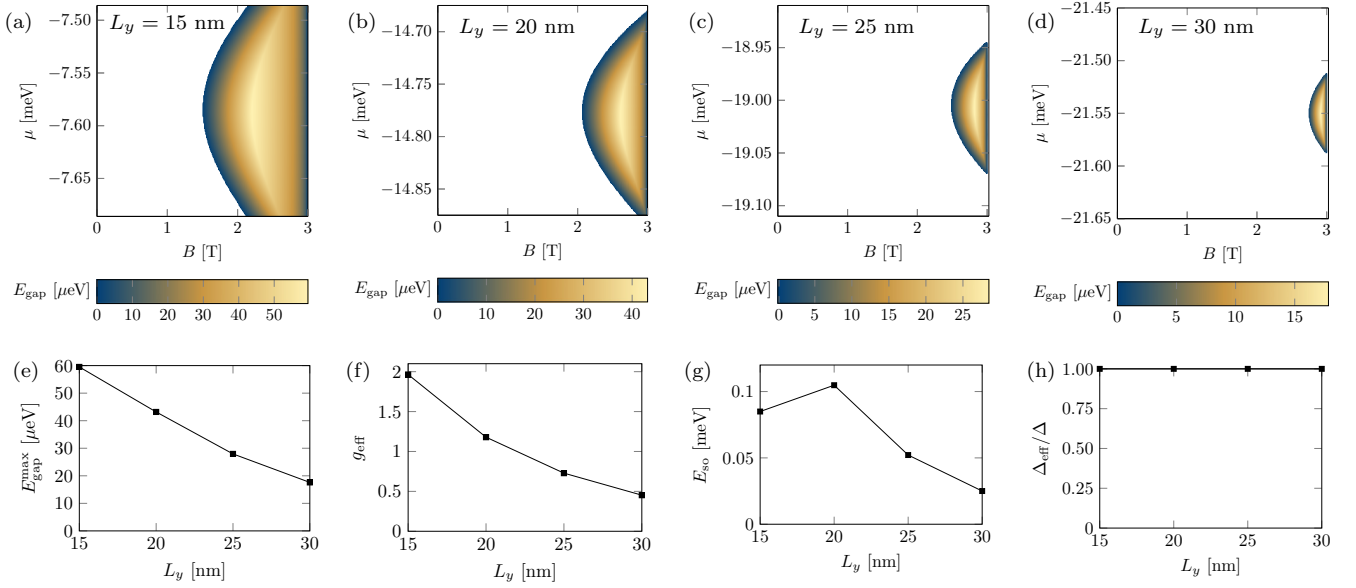 (a)
L_y = 15 nm
−7.50
−7.55
−7.60
−7.65
μ [meV]
0 1 2 3
B [T]
E_gap [μeV]
0 10 20 30 40 50
(b)
L_y = 20 nm
−14.70
−14.75
−14.80
−14.85
μ [meV]
0 1 2 3
B [T]
E_gap [μeV]
0 10 20 30 40
(c)
L_y = 25 nm
−18.95
−19.00
−19.05
−19.10
μ [meV]
0 1 2 3
B [T]
E_gap [μeV]
0 5 10 15 20 25
(d)
L_y = 30 nm
−21.45
−21.50
−21.55
−21.60
−21.65
μ [meV]
0 1 2 3
B [T]
E_gap [μeV]
0 5 10 15
(e)
60
50
40
30
20
10
0
E_gap^max [μeV]
15 20 25 30
L_y [nm]
(f)
2
1.5
1
0.5
0
g_eff
15 20 25 30
L_y [nm]
(g)
0.1
0.05
0
E_so [meV]
15 20 25 30
L_y [nm]
(h)
1.00
0.75
0.50
0.25
0
Δ_eff/Δ
15 20 25 30
L_y [nm]